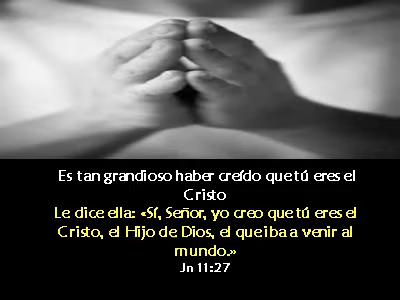 Es tan grandioso haber creído que tú eres el
Cristo
Le dice ella: «Sí, Señor, yo creo que tú eres el
Cristo, el Hijo de Dios, el que iba a venir al
mundo.»
Jn 11:27